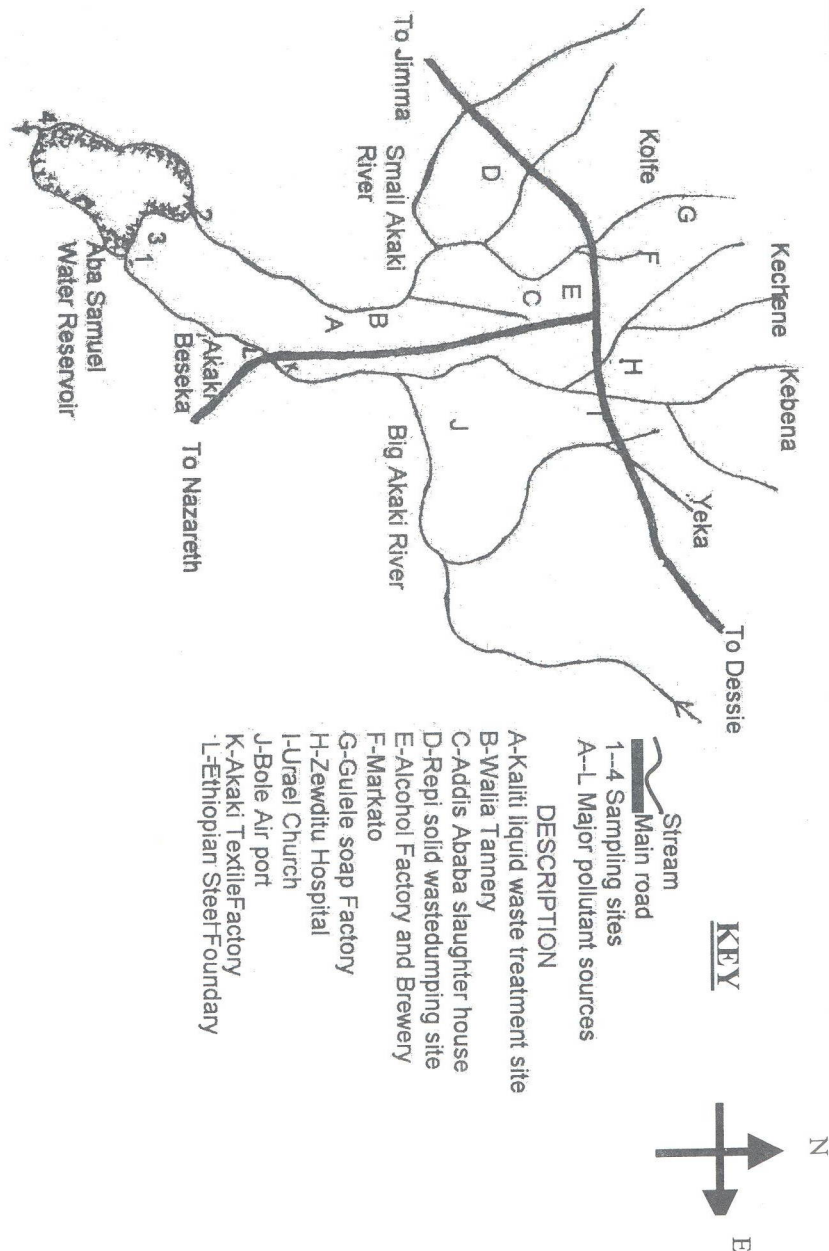 To Jimma
Small Akaki
River
Kolfe
D
G
F
Kechene
C
E
Kebena
H
B
A
I
J
Yeka
To Dessie
Big Akaki River
K
L
Akaki
Beseka
To Nazareth
1
2
3
4
Aba Samuel
Water Reservoir
KEY
Stream
Main road
1--4 Sampling sites
A--L Major pollutant sources
DESCRIPTION
A-Kaliti liquid waste treatment site
B-Walia Tannery
C-Addis Ababa slaughter house
D-Repi solid wastedumping site
E-Alcohol Factory and Brewery
F-Markato
G-Gulele soap Factory
H-Zewditu Hospital
I-Urael Church
J-Bole Air port
K-Akaki TextileFactory
L-Ethiopian Steel Foundary
N
E